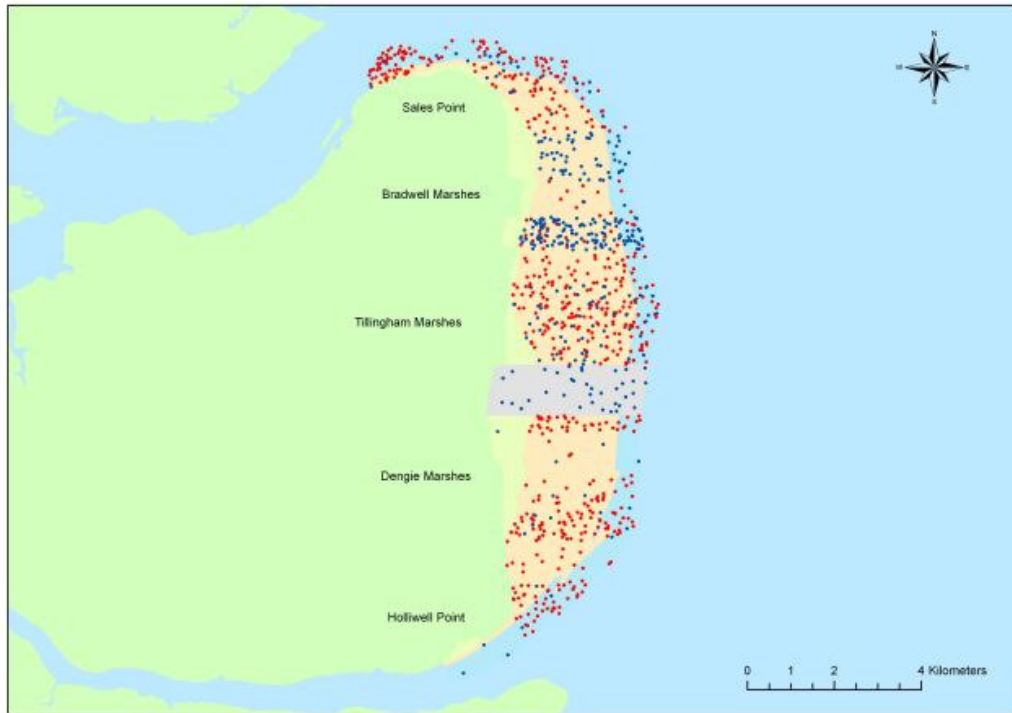 N
W
E
S
Sales Point
Bradwell Marshes
Tillingham Marshes
Dengie Marshes
Holliwell Point
0 1 2 4 Kilometers